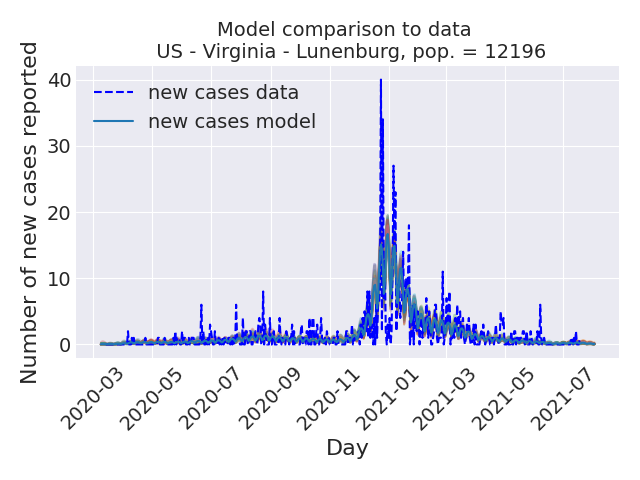 Model comparison to data
US - Virginia - Lunenburg, pop. = 12196
Number of new cases reported
40
30
20
10
0
new cases data
new cases model
2020-03
2020-05
2020-07
2020-09
2020-11
2021-01
2021-03
2021-05
2021-07
Day